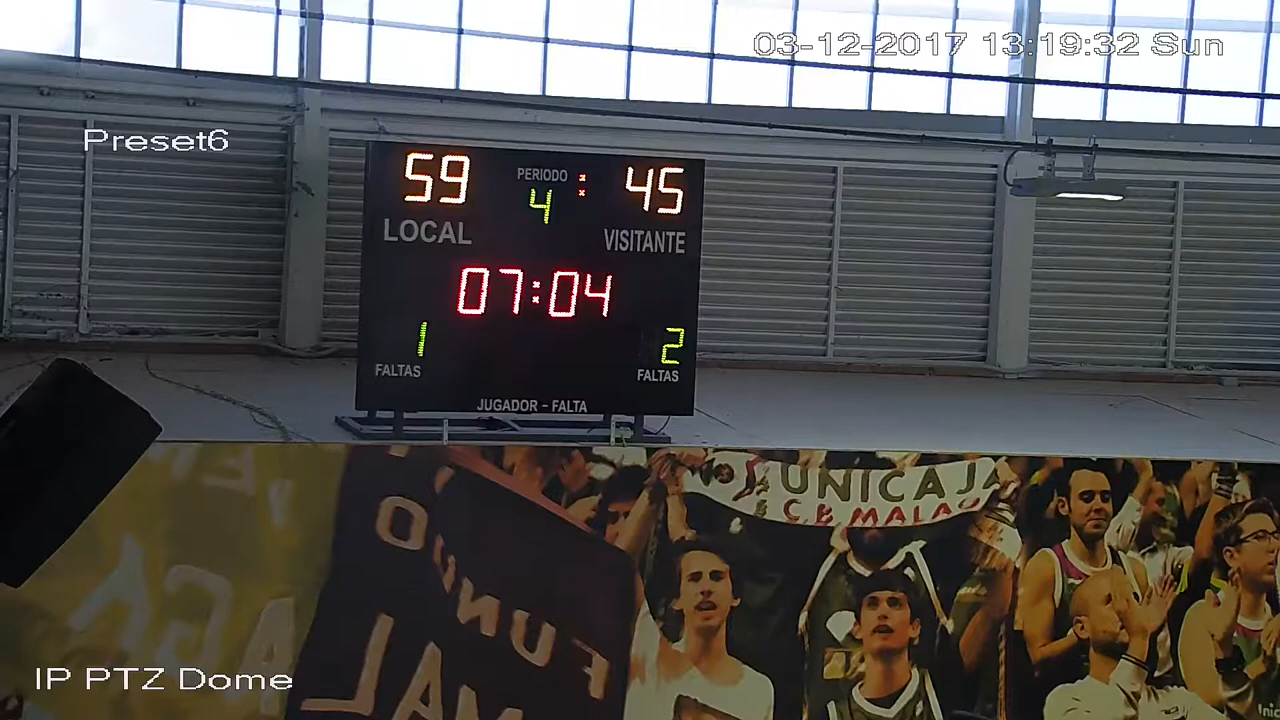 03-12-2017 13:19:32 Sun
Preset6
59 PERIODO : 45
4
LOCAL VISITANTE
07:04
1 2
FALTAS FALTAS
JUGADOR - FALTA
UNICAJA
C.B. MALAG
IP PTZ Dome